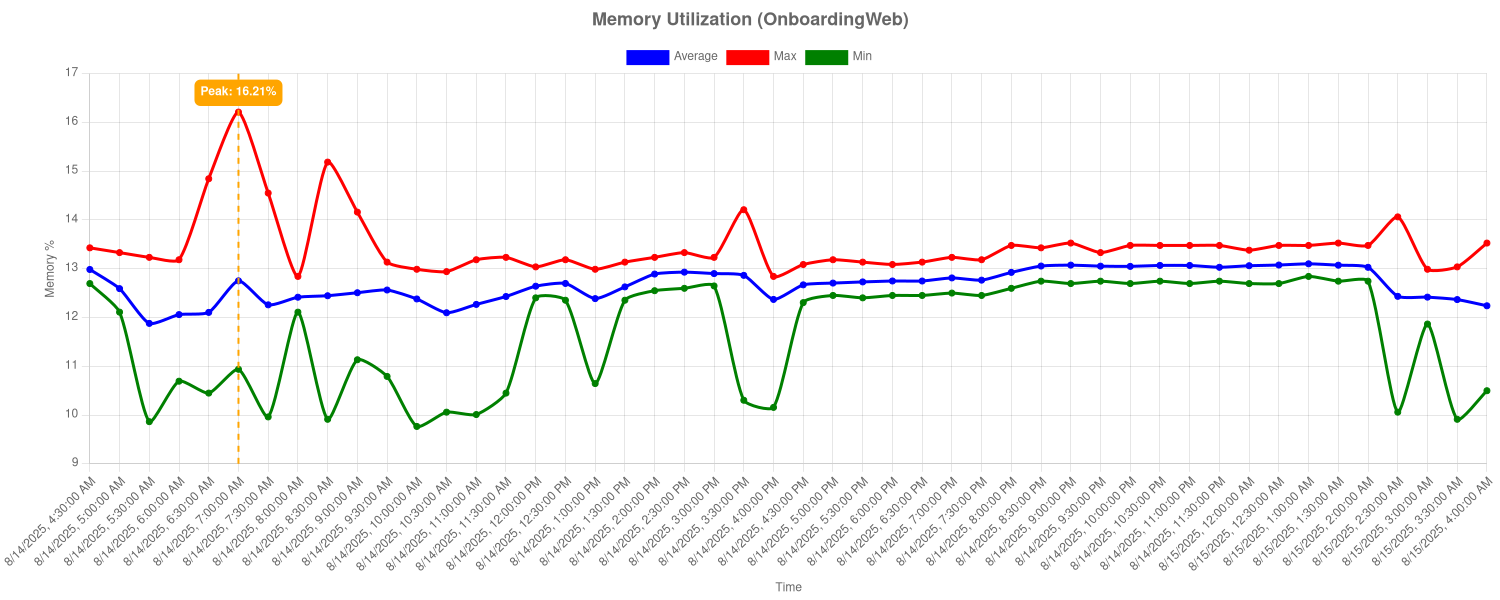 Memory Utilization (OnboardingWeb)
Average Max Min
Peak: 16.21%
17
16
15
14
13
12
11
10
9
Memory %
8/14/2025, 4:30:00 AM
8/14/2025, 5:00:00 AM
8/14/2025, 5:30:00 AM
8/14/2025, 6:00:00 AM
8/14/2025, 6:30:00 AM
8/14/2025, 7:00:00 AM
8/14/2025, 7:30:00 AM
8/14/2025, 8:00:00 AM
8/14/2025, 8:30:00 AM
8/14/2025, 9:00:00 AM
8/14/2025, 9:30:00 AM
8/14/2025, 10:00:00 AM
8/14/2025, 10:30:00 AM
8/14/2025, 11:00:00 AM
8/14/2025, 11:30:00 AM
8/14/2025, 12:00:00 PM
8/14/2025, 12:30:00 PM
8/14/2025, 1:00:00 PM
8/14/2025, 1:30:00 PM
8/14/2025, 2:00:00 PM
8/14/2025, 2:30:00 PM
8/14/2025, 3:00:00 PM
8/14/2025, 3:30:00 PM
8/14/2025, 4:00:00 PM
8/14/2025, 4:30:00 PM
8/14/2025, 5:00:00 PM
8/14/2025, 5:30:00 PM
8/14/2025, 6:00:00 PM
8/14/2025, 6:30:00 PM
8/14/2025, 7:00:00 PM
8/14/2025, 7:30:00 PM
8/14/2025, 8:00:00 PM
8/14/2025, 8:30:00 PM
8/14/2025, 9:00:00 PM
8/14/2025, 9:30:00 PM
8/14/2025, 10:00:00 PM
8/14/2025, 10:30:00 PM
8/14/2025, 11:00:00 PM
8/14/2025, 11:30:00 PM
8/15/2025, 12:00:00 AM
8/15/2025, 12:30:00 AM
8/15/2025, 1:00:00 AM
8/15/2025, 1:30:00 AM
8/15/2025, 2:00:00 AM
8/15/2025, 2:30:00 AM
8/15/2025, 3:00:00 AM
8/15/2025, 3:30:00 AM
8/15/2025, 4:00:00 AM
Time